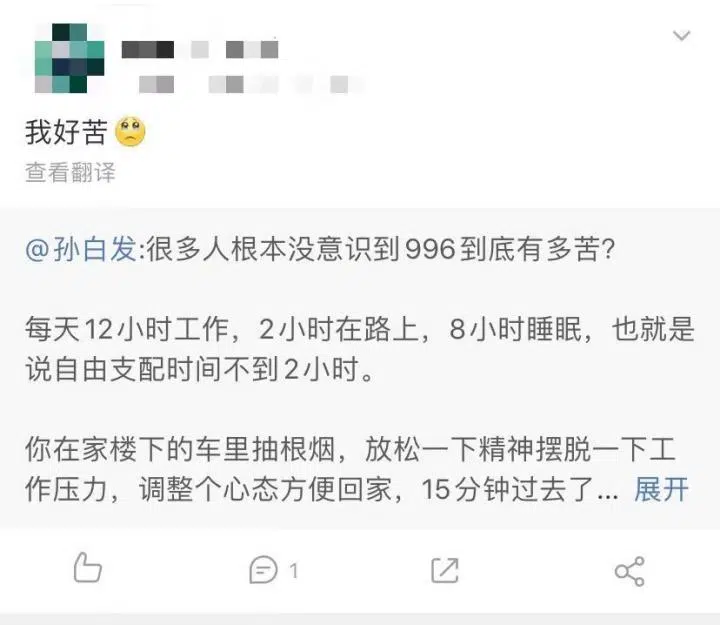 我好苦🥺
查看翻译
@孙白发:很多人根本没意识到996到底有多苦?
每天12小时工作，2小时在路上，8小时睡眠，也就是
说自由支配时间不到2小时。
你在家楼下的车里抽根烟，放松一下精神摆脱一下工
作压力，调整个心态方便回家，15分钟过去了... 展开
1